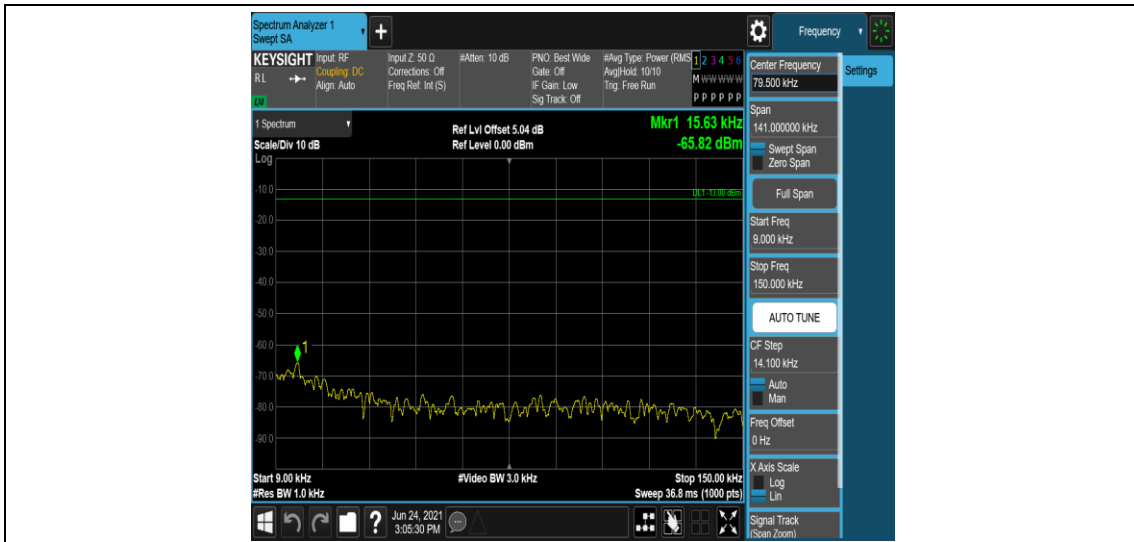 Spectrum Analyzer 1
Swept SA
+
Frequency
KEYSIGHT
RL
LXI
Input: RF
Coupling: DC
Align: Auto
Input Z: 50 Ω
Corrections: Off
Freq Ref: Int (S)
#Atten: 10 dB
PNO: Best Wide
Gate: Off
IF Gain: Low
Sig Track: Off
#Avg Type: Power (RMS
Avg|Hold: 10/10
Trig: Free Run
1 2 3 4 5 6
M W W W W W
P P P P P P
1 Spectrum
Scale/Div 10 dB
Log
Ref Lvl Offset 5.04 dB
Ref Level 0.00 dBm
Mkr1 15.63 kHz
-65.82 dBm
DL1 -13.00 dBm
-10.0
-20.0
-30.0
-40.0
-50.0
-60.0
-70.0
-80.0
-90.0
1
Start 9.00 kHz
#Res BW 1.0 kHz
#Video BW 3.0 kHz
Stop 150.00 kHz
Sweep 36.8 ms (1000 pts)
?
Jun 24, 2021
3:05:30 PM
Center Frequency
79.500 kHz
Settings
Span
141.000000 kHz
Swept Span
Zero Span
Full Span
Start Freq
9.000 kHz
Stop Freq
150.000 kHz
AUTO TUNE
CF Step
14.100 kHz
Auto
Man
Freq Offset
0 Hz
X Axis Scale
Log
Lin
Signal Track
(Span Zoom)